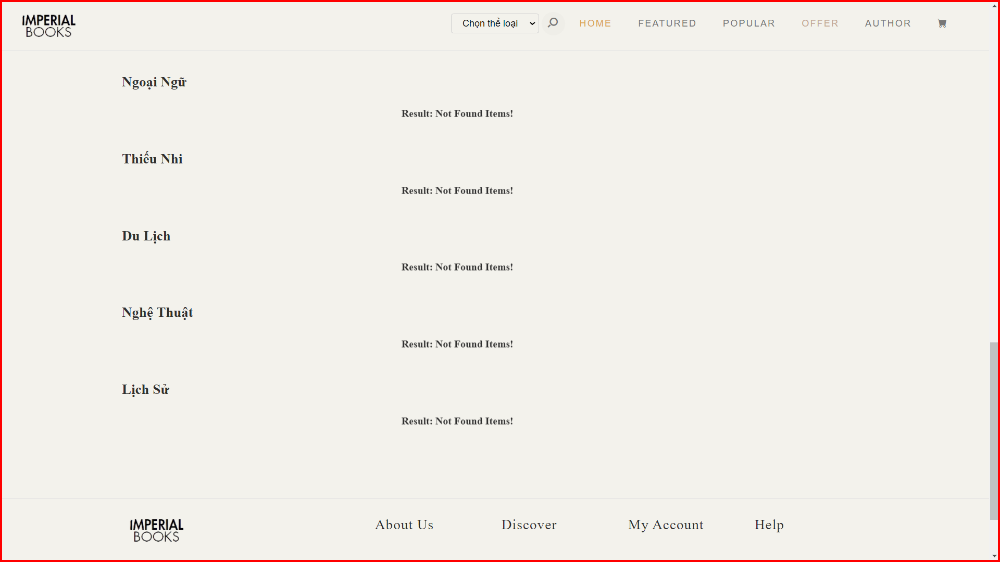 IMPERIAL
BOOKS
Chọn thể loại
HOME
FEATURED
POPULAR
OFFER
AUTHOR
Ngoại Ngữ
Result: Not Found Items!
Thiếu Nhi
Result: Not Found Items!
Du Lịch
Result: Not Found Items!
Nghệ Thuật
Result: Not Found Items!
Lịch Sử
Result: Not Found Items!
IMPERIAL
BOOKS
About Us
Discover
My Account
Help